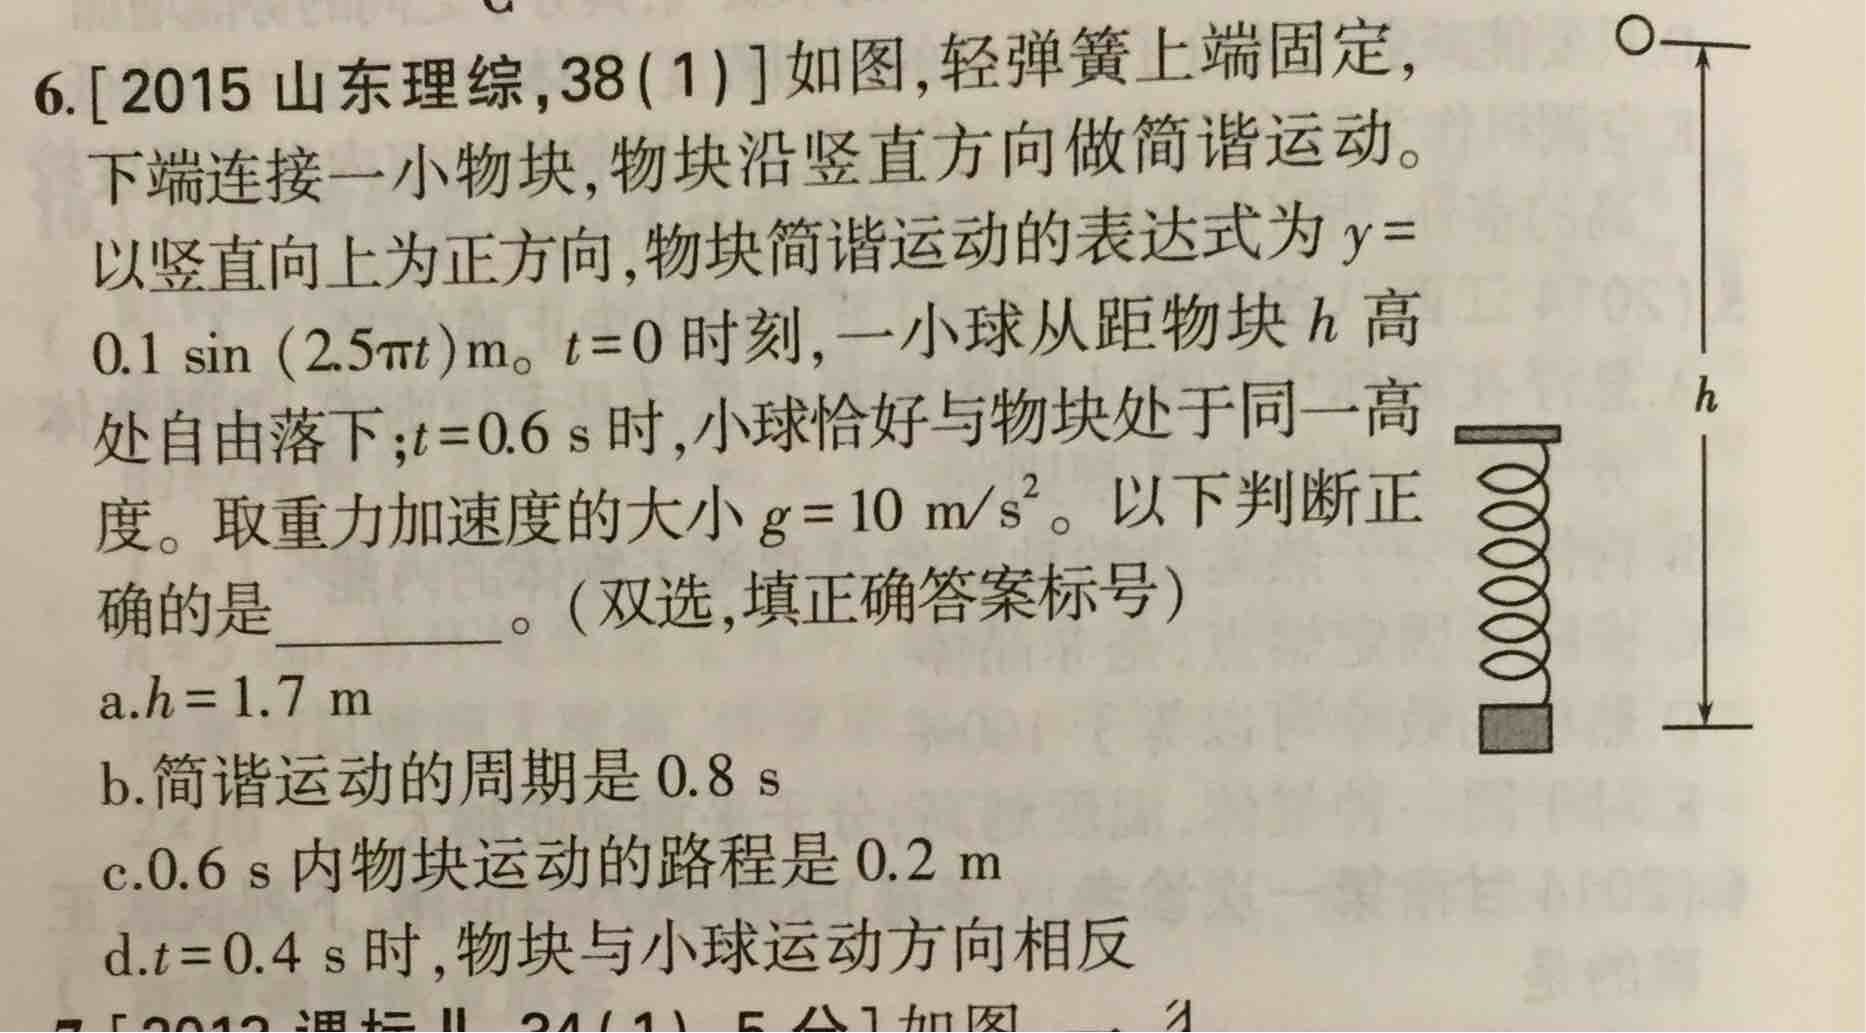 6.[2015 山东理综,38(1)]如图,轻弹簧上端固定,
下端连接一小物块,物块沿竖直方向做简谐运动。
以竖直向上为正方向,物块简谐运动的表达式为 y=
0.1 sin (2.5πt)m。t=0 时刻,一小球从距物块 h 高
处自由落下;t=0.6 s 时,小球恰好与物块处于同一高
度。取重力加速度的大小 g=10 m/s²。以下判断正
确的是______。(双选,填正确答案标号)
h
a.h=1.7 m
b.简谐运动的周期是 0.8 s
c.0.6 s 内物块运动的路程是 0.2 m
d.t=0.4 s 时,物块与小球运动方向相反